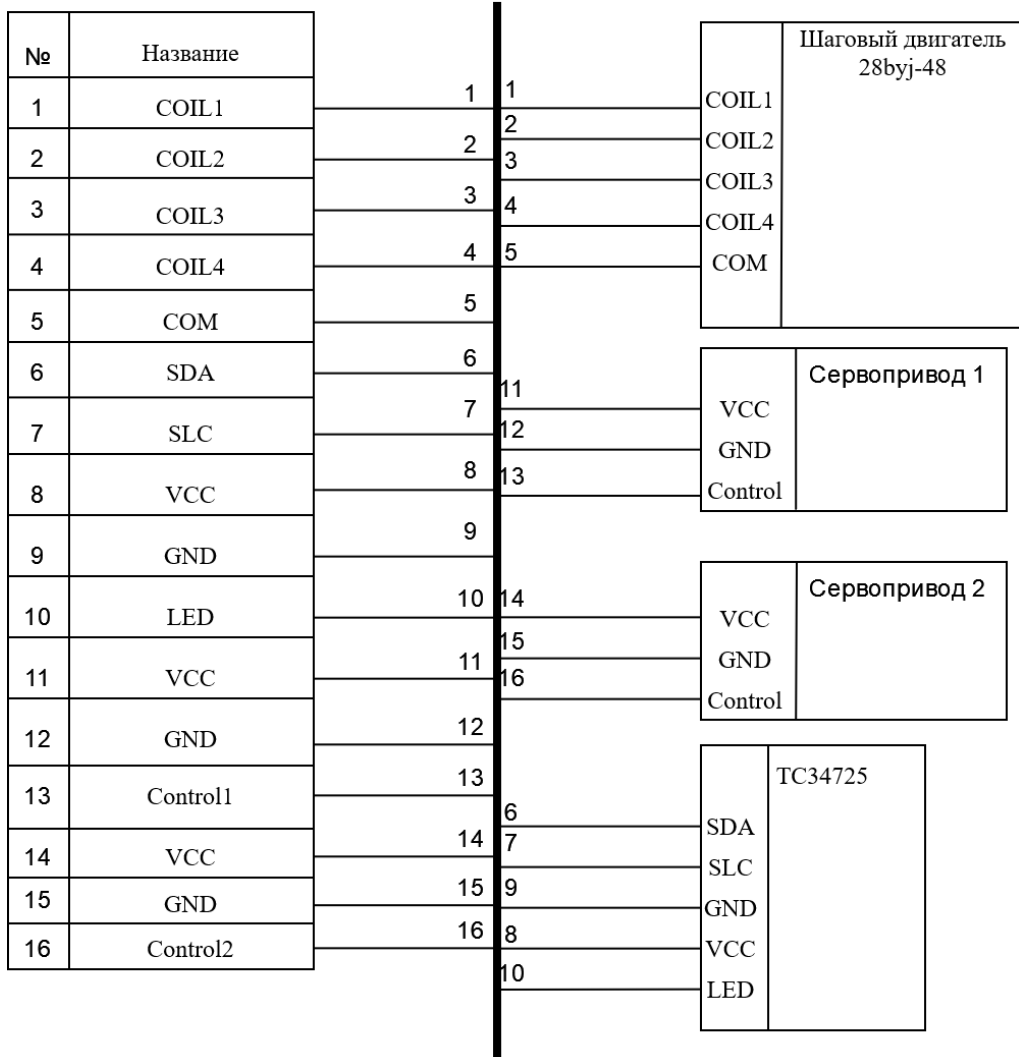 № Название
1 COIL1
2 COIL2
3 COIL3
4 COIL4
5 COM
6 SDA
7 SLC
8 VCC
9 GND
10 LED
11 VCC
12 GND
13 Control1
14 VCC
15 GND
16 Control2
1
2
3
4
5
6
7
8
9
10
11
12
13
14
15
16
Шаговый двигатель
28byj-48
1 COIL1
2 COIL2
3 COIL3
4 COIL4
5 COM
Сервопривод 1
11 VCC
12 GND
13 Control
Сервопривод 2
14 VCC
15 GND
16 Control
TC34725
6 SDA
7 SLC
9 GND
8 VCC
10 LED